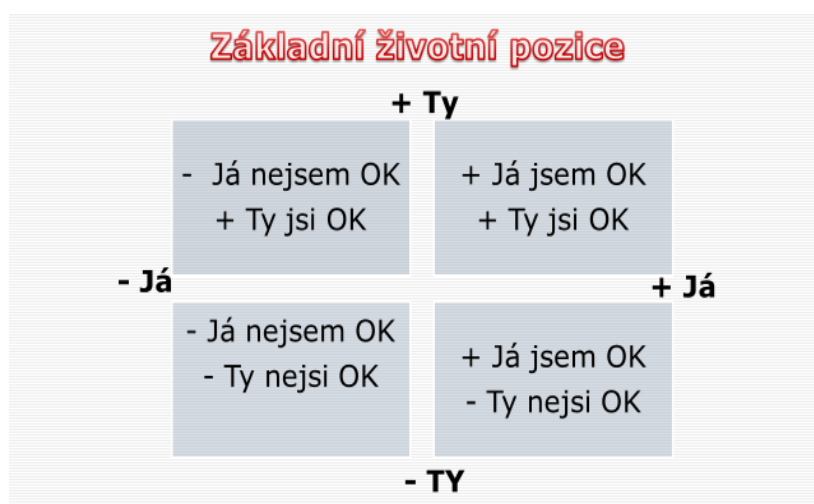 Základní životní pozice
+ Ty
- Já nejsem OK
+ Ty jsi OK
+ Já jsem OK
+ Ty jsi OK
- Já
+ Já
- Já nejsem OK
- Ty nejsi OK
+ Já jsem OK
- Ty nejsi OK
- TY